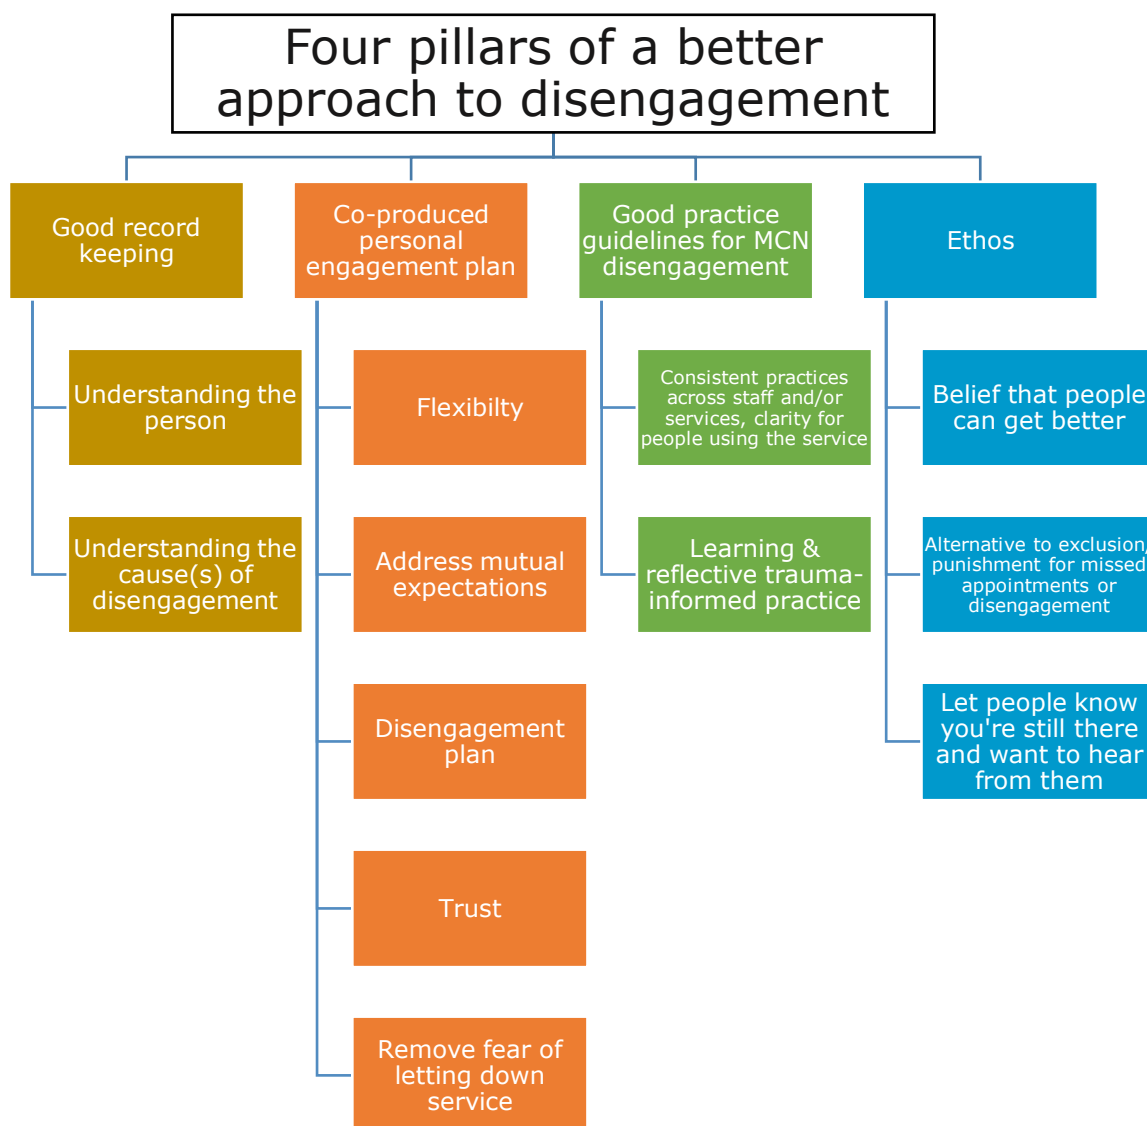 Four pillars of a better
approach to disengagement
Good record
keeping
Understanding the
person
Understanding the
cause(s) of
disengagement
Co-produced
personal
engagement plan
Flexibilty
Address mutual
expectations
Disengagement
plan
Trust
Remove fear of
letting down
service
Good practice
guidelines for MCN
disengagement
Consistent practices
across staff and/or
services, clarity for
people using the service
Learning &
reflective trauma-
informed practice
Ethos
Belief that people
can get better
Alternative to exclusion/
punishment for missed
appointments or
disengagement
Let people know
you're still there
and want to hear
from them